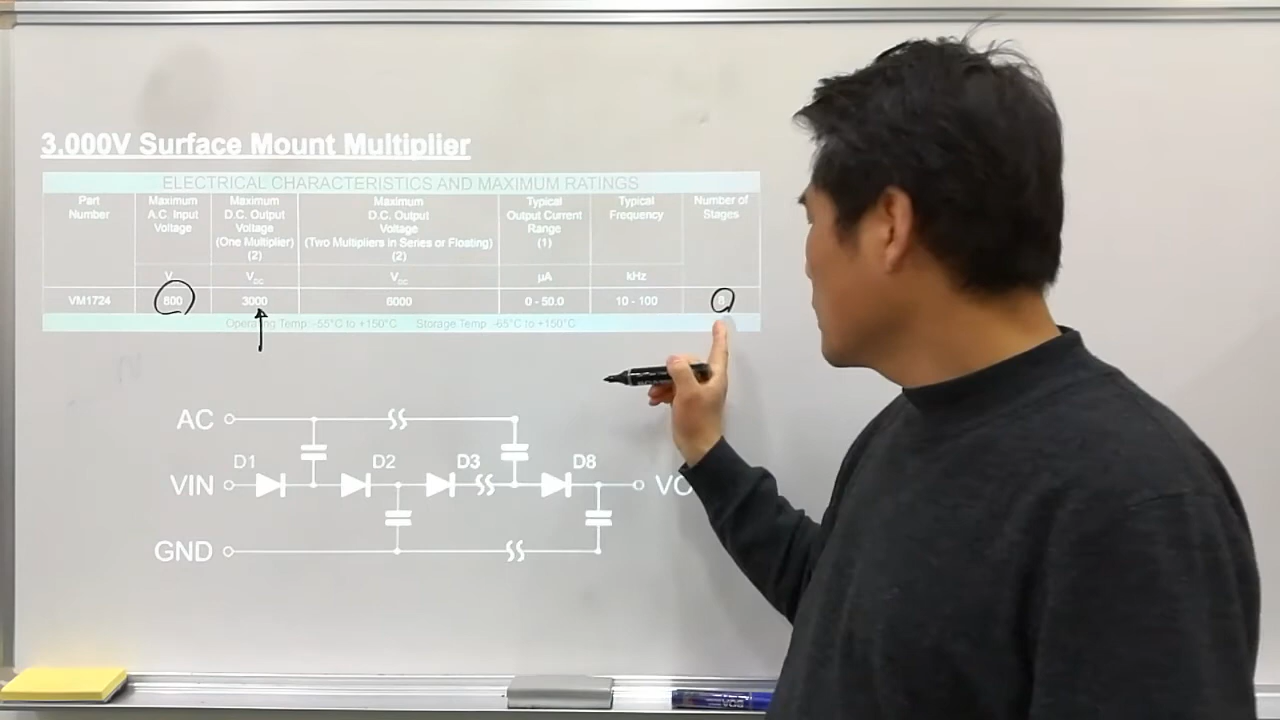 3.000V Surface Mount Multiplier
ELECTRICAL CHARACTERISTICS AND MAXIMUM RATINGS
Part Number
Maximum A.C. Input Voltage
Maximum D.C. Output Voltage (One Multiplier) (2)
Maximum D.C. Output Voltage (Two Multipliers in Series or Floating) (2)
Typical Output Current Range (1)
Typical Frequency
Number of Stages
V
VDC
VDC
µA
kHz
VM1724
800
3000
6000
0 - 50.0
10 - 100
8
Operating Temp: -55°C to +150°C Storage Temp -65°C to +150°C
AC
D1
D2
D3
D8
VIN
GND